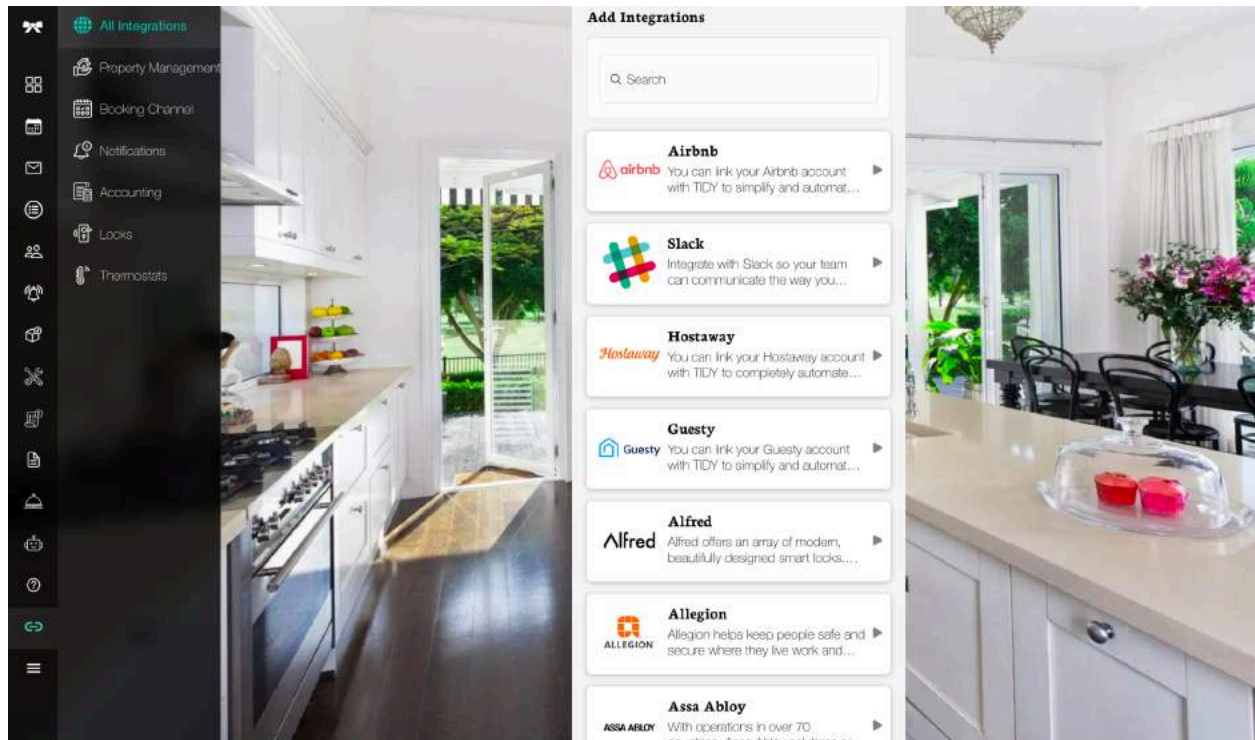 All Integrations
Property Management
Booking Channel
Notifications
Accounting
Locks
Thermostats
Add Integrations
Search
airbnb
Airbnb
You can link your Airbnb account
with TIDY to simplify and automat...
Slack
Integrate with Slack so your team
can communicate the way you...
Hostaway
Hostaway
You can link your Hostaway account
with TIDY to completely automate...
Guesty
Guesty
You can link your Guesty account
with TIDY to simplify and automat...
Alfred
Alfred
Alfred offers an array of modern,
beautifully designed smart locks....
ALLEGION
Allegion
Allegion helps keep people safe and
secure where they live work and...
ASSA ABLOY
Assa Abloy
With operations in over 70